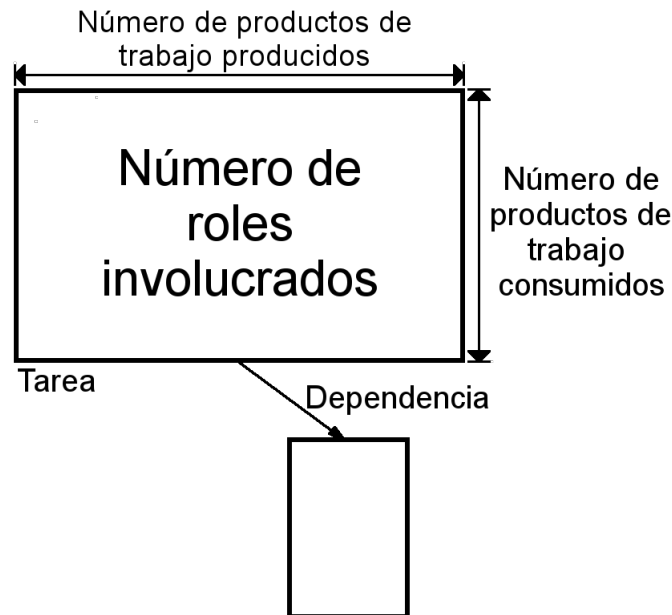 Número de productos de
trabajo producidos
Número de
roles
involucrados
Número de
productos de
trabajo
consumidos
Tarea
Dependencia